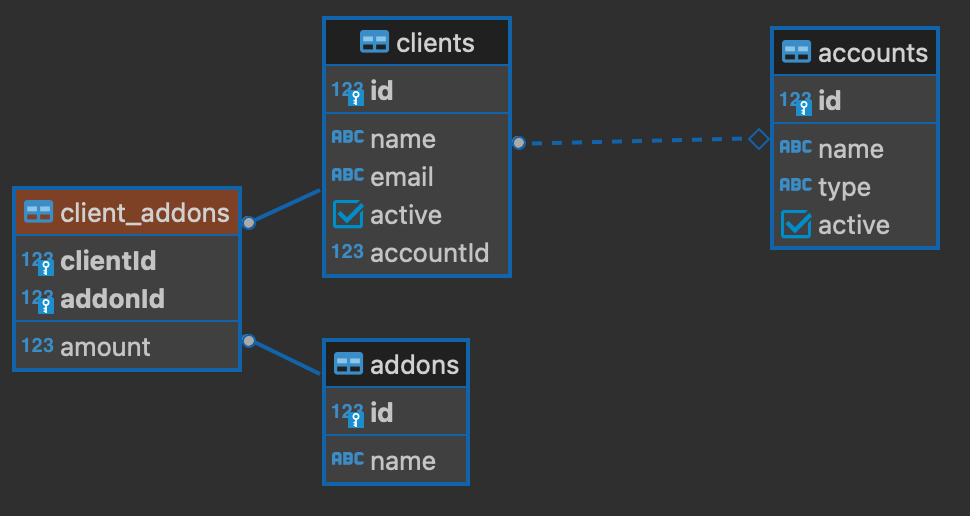 clients
123 id
ABC name
ABC email
active
123 accountId
accounts
123 id
ABC name
ABC type
active
client_addons
123 clientId
123 addonId
123 amount
addons
123 id
ABC name